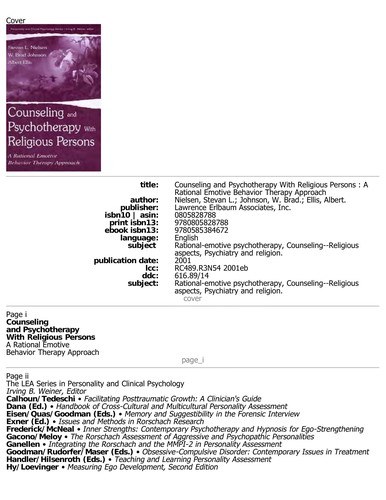 Cover
Steven L. Nielsen
W. Brad Johnson
Albert Ellis
Counseling and
Psychotherapy With
Religious Persons
A Rational Emotive
Behavior Therapy Approach
title: Counseling and Psychotherapy With Religious Persons : A
Rational Emotive Behavior Therapy Approach
author: Nielsen, Stevan L.; Johnson, W. Brad.; Ellis, Albert.
publisher: Lawrence Erlbaum Associates, Inc.
isbn10 | asin: 0805828788
print isbn13: 9780805828788
ebook isbn13: 9780585384672
language: English
subject Rational-emotive psychotherapy, Counseling--Religious
aspects, Psychiatry and religion.
publication date: 2001
lcc: RC489.R3N54 2001eb
ddc: 616.89/14
subject: Rational-emotive psychotherapy, Counseling--Religious
aspects, Psychiatry and religion.
cover
Page i
Counseling
and Psychotherapy
With Religious Persons
A Rational Emotive
Behavior Therapy Approach
page_i
Page ii
The LEA Series in Personality and Clinical Psychology
Irving B. Weiner, Editor
Calhoun/Tedeschi • Facilitating Posttraumatic Growth: A Clinician's Guide
Dana (Ed.) • Handbook of Cross-Cultural and Multicultural Personality Assessment
Eisen/Quas/Goodman (Eds.) • Memory and Suggestibility in the Forensic Interview
Exner (Ed.) • Issues and Methods in Rorschach Research
Frederick/McNeal • Inner Strengths: Contemporary Psychotherapy and Hypnosis for Ego-Strengthening
Gacono/Meloy • The Rorschach Assessment of Aggressive and Psychopathic Personalities
Ganellen • Integrating the Rorschach and the MMPI-2 in Personality Assessment
Goodman/Rudorfer/Maser (Eds.) • Obsessive-Compulsive Disorder: Contemporary Issues in Treatment
Handler/Hilsenroth (Eds.) • Teaching and Learning Personality Assessment
Hy/Loevinger • Measuring Ego Development, Second Edition